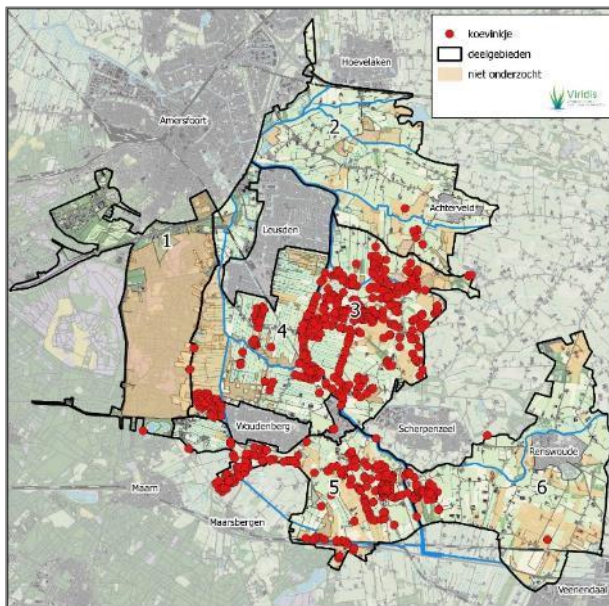 koevinkje
deelgebieden
niet onderzocht
Viridis
Hoevelaken
Amersfoort
2
Achterveld
Leusden
1
3
4
Woudenberg
Scherpenzeel
Renswoude
Maarn
5
6
Maarsbergen
Veenendaal